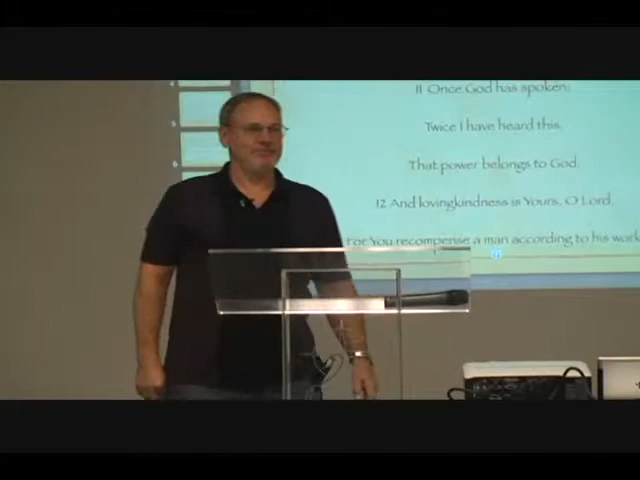 11 Once God has spoken;
Twice I have heard this:
That power belongs to God;
12 And lovingkindness is Yours, O Lord,
For You recompense a man according to his work